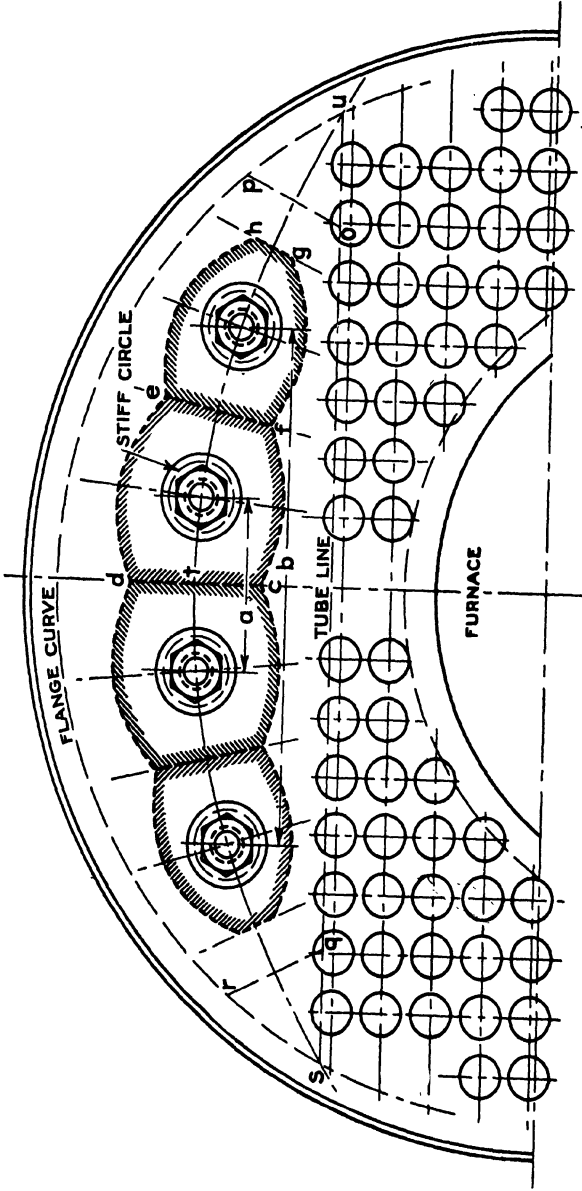 FLANGE CURVE
STIFF CIRCLE
d
e
t
h
p
r
c
b
a
f
g
s
q
o
u
TUBE LINE
FURNACE